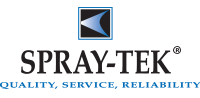 SPRAY-TEK®
QUALITY, SERVICE, RELIABILITY